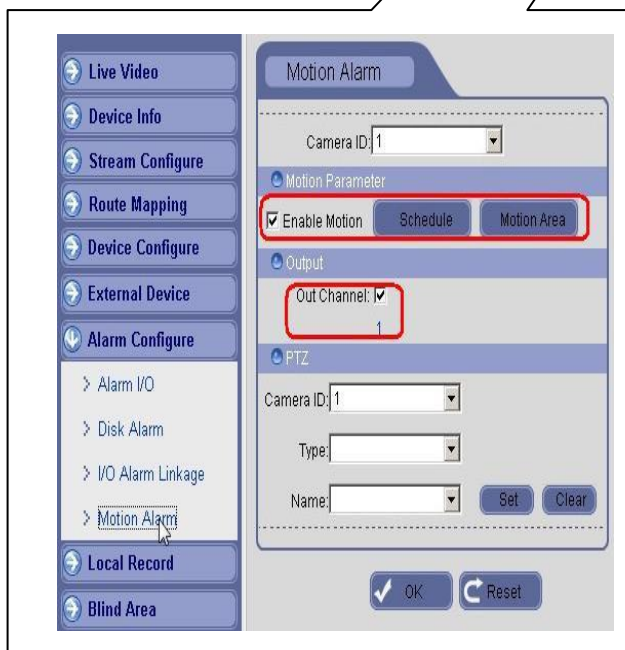 Live Video
Device Info
Stream Configure
Route Mapping
Device Configure
External Device
Alarm Configure
> Alarm I/O
> Disk Alarm
> I/O Alarm Linkage
> Motion Alarm
Local Record
Blind Area
Motion Alarm
Camera ID: 1
Motion Parameter
Enable Motion Schedule Motion Area
Output
Out Channel:
1
PTZ
Camera ID: 1
Type:
Name: Set Clear
OK Reset